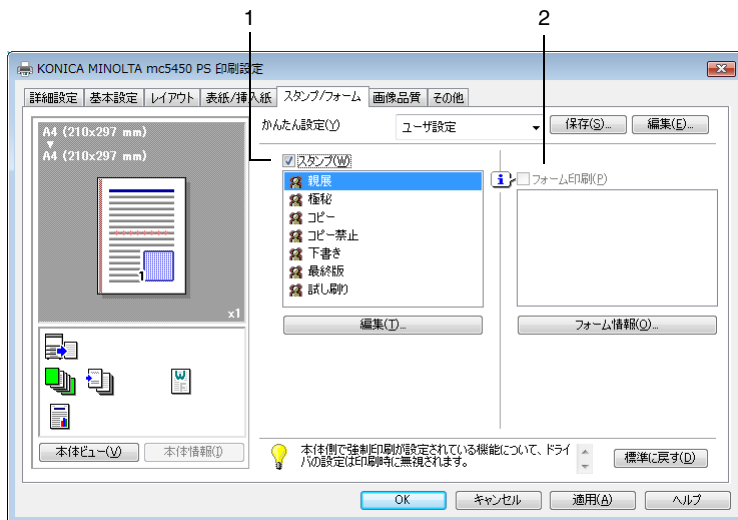 1 2
KONICA MINOLTA mc5450 PS 印刷設定
詳細設定 基本設定 レイアウト 表紙/挿入紙 スタンプ/フォーム 画像品質 その他
A4 (210x297 mm)
A4 (210x297 mm)
かんたん設定(Y) ユーザ設定 保存(S)... 編集(E)...
スタンプ(W)
フォーム印刷(P)
親展
極秘
コピー
コピー禁止
下書き
最終版
試し刷り
1
x1
編集(T)...
フォーム情報(O)...
本体ビュー(V) 本体情報(I)
本体側で強制印刷が設定されている機能について、ドライ
バの設定は印刷時に無視されます。
標準に戻す(D)
OK キャンセル 適用(A) ヘルプ